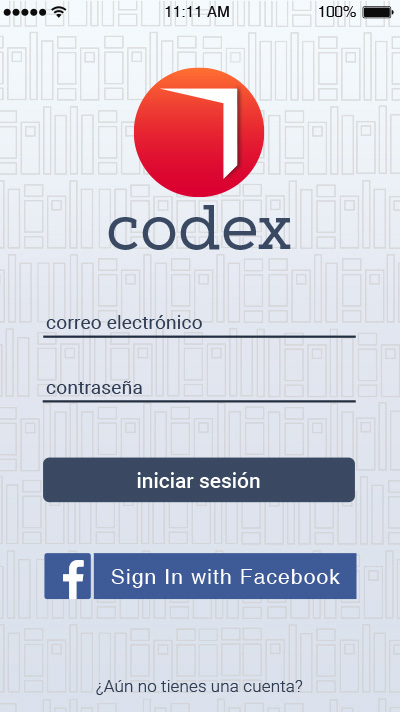 11:11 AM 100%
codex
correo electrónico
contraseña
iniciar sesión
f Sign In with Facebook
¿Aún no tienes una cuenta?